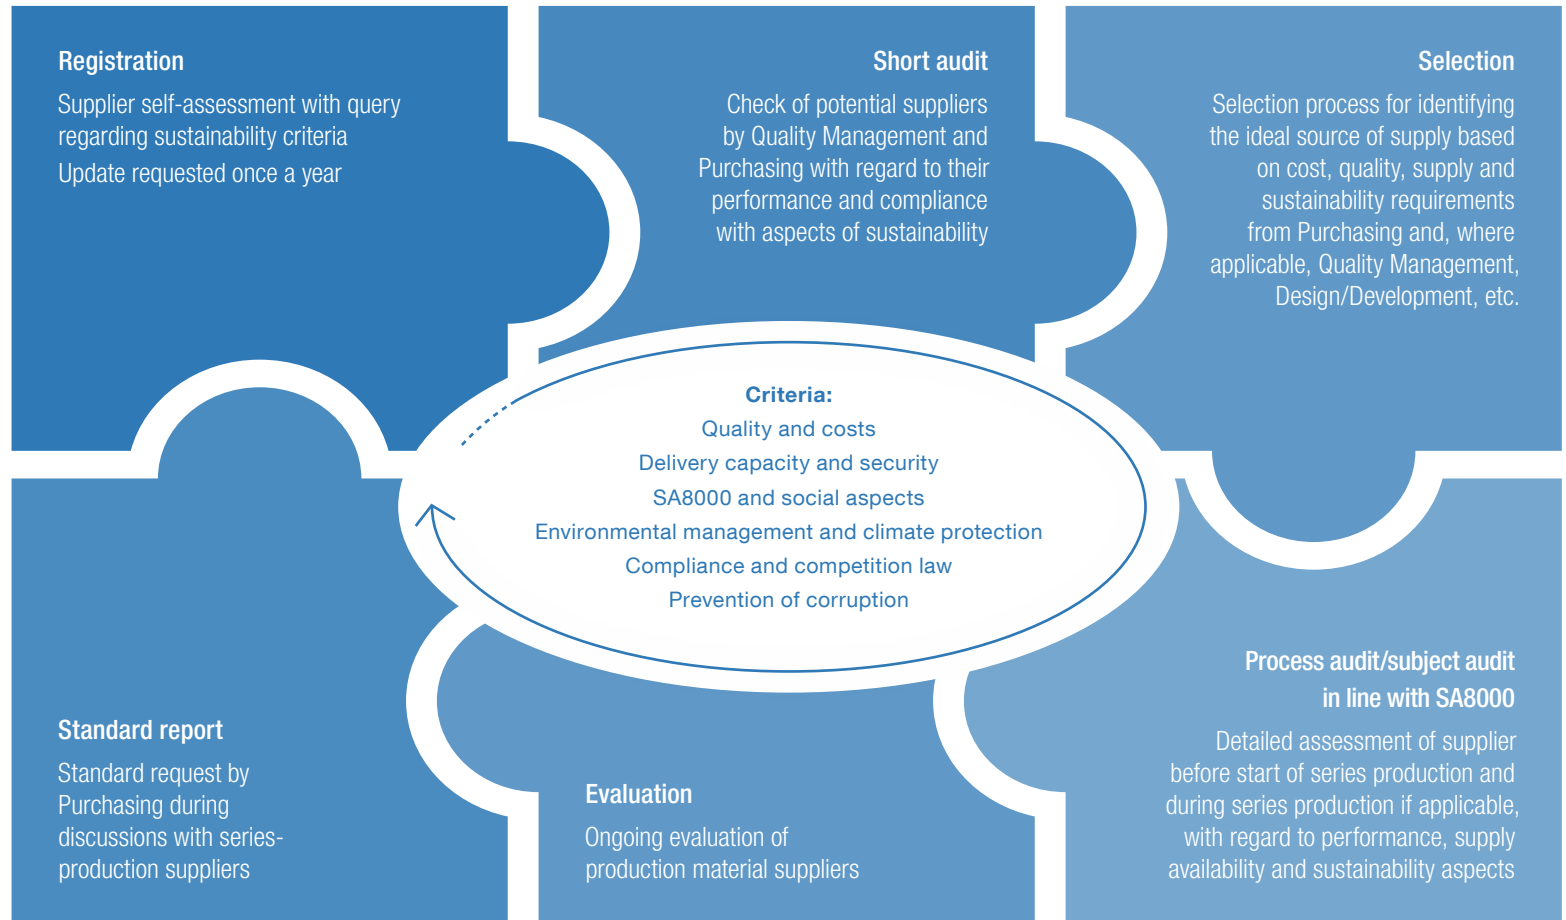 Registration
Supplier self-assessment with query
regarding sustainability criteria
Update requested once a year
Short audit
Check of potential suppliers
by Quality Management and
Purchasing with regard to their
performance and compliance
with aspects of sustainability
Selection
Selection process for identifying
the ideal source of supply based
on cost, quality, supply and
sustainability requirements
from Purchasing and, where
applicable, Quality Management,
Design/Development, etc.
Criteria:
Quality and costs
Delivery capacity and security
SA8000 and social aspects
Environmental management and climate protection
Compliance and competition law
Prevention of corruption
Standard report
Standard request by
Purchasing during
discussions with series-
production suppliers
Evaluation
Ongoing evaluation of
production material suppliers
Process audit/subject audit
in line with SA8000
Detailed assessment of supplier
before start of series production and
during series production if applicable,
with regard to performance, supply
availability and sustainability aspects